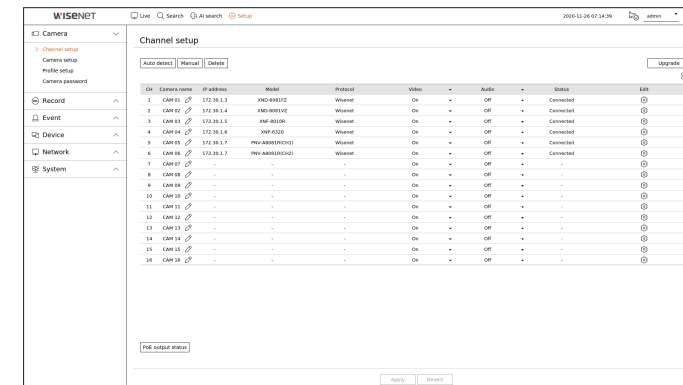 WISENET Live Search AI search Setup 2020-11-26 07:14:39 admin
Camera
Channel setup
Camera setup
Profile setup
Camera password
Record
Event
Device
Network
System
Channel setup
Auto detect Manual Delete Upgrade
CH Camera name IP address Model Protocol Video Audio Status Edit
1 CAM 01 172.30.1.3 XND-6081FZ Wisenet On Off Connected
2 CAM 02 172.30.1.4 XND-8081VZ Wisenet On Off Connected
3 CAM 03 172.30.1.5 XNF-8010R Wisenet On Off Connected
4 CAM 04 172.30.1.6 XNP-6320 Wisenet On Off Connected
5 CAM 05 172.30.1.7 PNV-A8081R(CH1) Wisenet On Off Connected
6 CAM 06 172.30.1.7 PNV-A8081R(CH2) Wisenet On Off Connected
7 CAM 07 - - - On Off -
8 CAM 08 - - - On Off -
9 CAM 09 - - - On Off -
10 CAM 10 - - - On Off -
11 CAM 11 - - - On Off -
12 CAM 12 - - - On Off -
13 CAM 13 - - - On Off -
14 CAM 14 - - - On Off -
15 CAM 15 - - - On Off -
16 CAM 16 - - - On Off -
PoE output status
Apply Revert